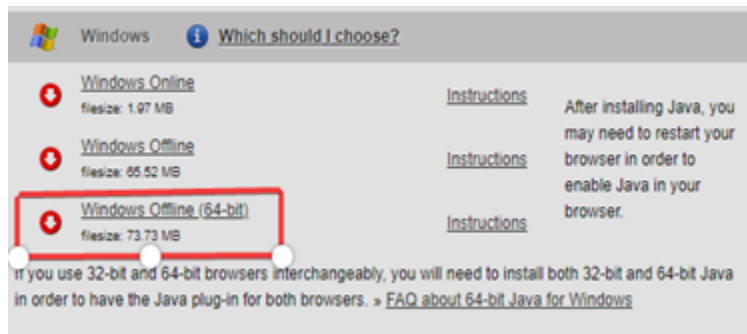 Windows Which should I choose?
Windows Online
filesize: 1.97 MB
Instructions
Windows Offline
filesize: 65.52 MB
Instructions
Windows Offline (64-bit)
filesize: 73.73 MB
Instructions
After installing Java, you
may need to restart your
browser in order to
enable Java in your
browser.
If you use 32-bit and 64-bit browsers interchangeably, you will need to install both 32-bit and 64-bit Java
in order to have the Java plug-in for both browsers. » FAQ about 64-bit Java for Windows